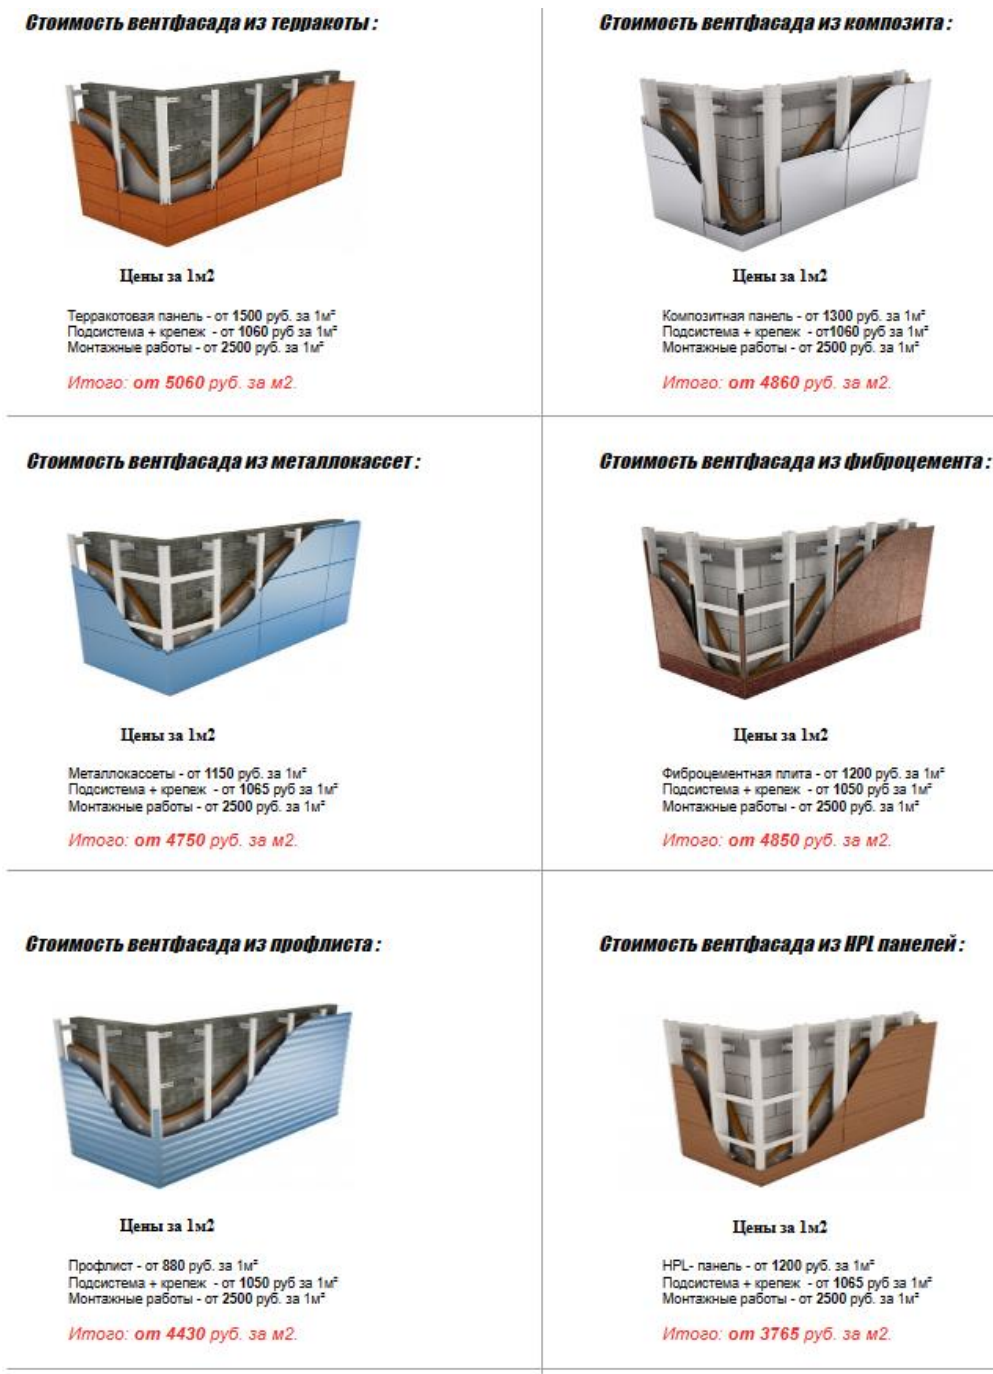 Стоимость вентфасада из терракоты :
Цены за 1м2
Терракотовая панель - от 1500 руб. за 1м²
Подсистема + крепеж - от 1060 руб за 1м²
Монтажные работы - от 2500 руб. за 1м²
Итого: от 5060 руб. за м2.
Стоимость вентфасада из композита :
Цены за 1м2
Композитная панель - от 1300 руб. за 1м²
Подсистема + крепеж - от1060 руб за 1м²
Монтажные работы - от 2500 руб. за 1м²
Итого: от 4860 руб. за м2.
Стоимость вентфасада из металлокассет :
Цены за 1м2
Металлокассеты - от 1150 руб. за 1м²
Подсистема + крепеж - от 1065 руб за 1м²
Монтажные работы - от 2500 руб. за 1м²
Итого: от 4750 руб. за м2.
Стоимость вентфасада из фиброцемента :
Цены за 1м2
Фиброцементная плита - от 1200 руб. за 1м²
Подсистема + крепеж - от 1050 руб за 1м²
Монтажные работы - от 2500 руб. за 1м²
Итого: от 4850 руб. за м2.
Стоимость вентфасада из профлиста :
Цены за 1м2
Профлист - от 880 руб. за 1м²
Подсистема + крепеж - от 1050 руб за 1м²
Монтажные работы - от 2500 руб. за 1м²
Итого: от 4430 руб. за м2.
Стоимость вентфасада из HPL панелей :
Цены за 1м2
HPL- панель - от 1200 руб. за 1м²
Подсистема + крепеж - от 1065 руб за 1м²
Монтажные работы - от 2500 руб. за 1м²
Итого: от 3765 руб. за м2.